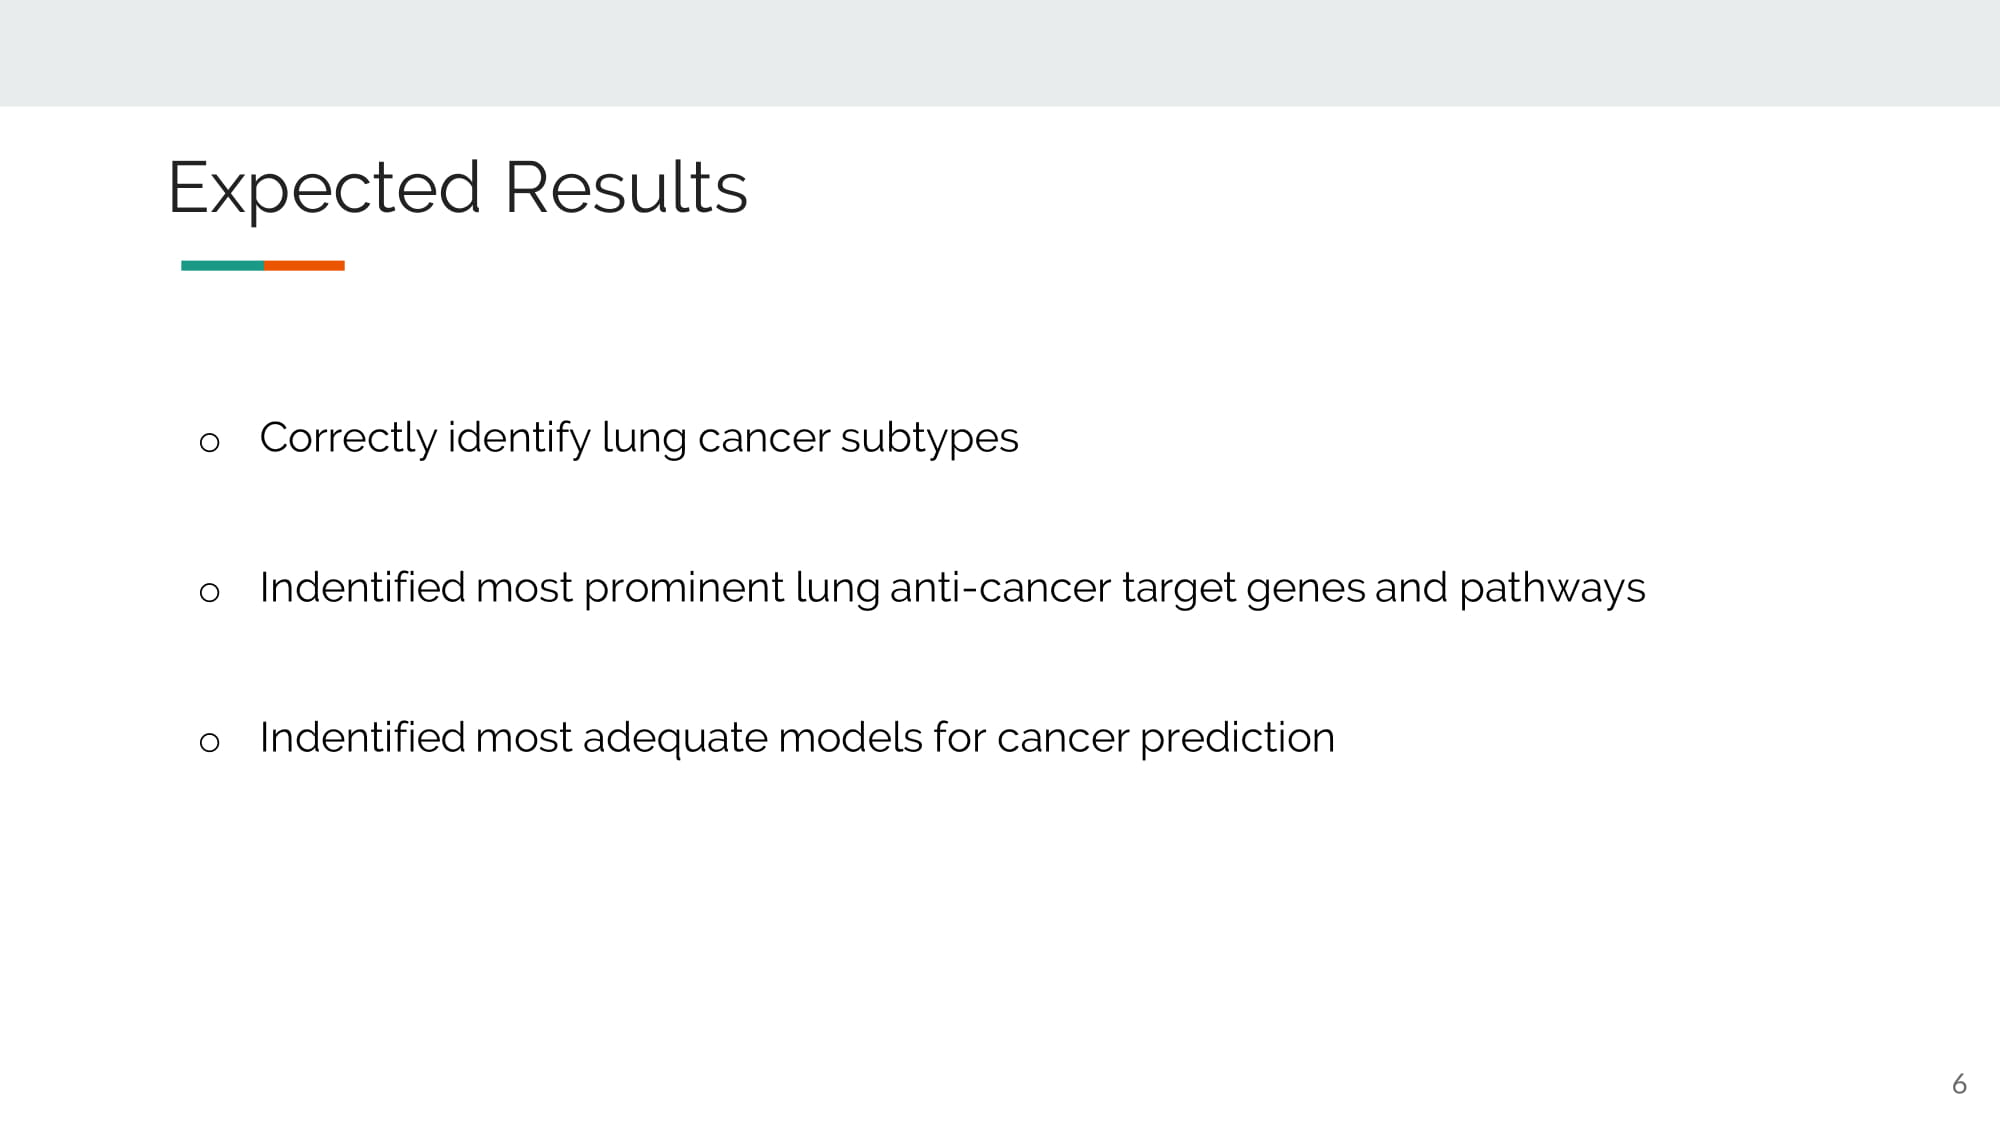 Expected Results
o Correctly identify lung cancer subtypes
o Indentified most prominent lung anti-cancer target genes and pathways
o Indentified most adequate models for cancer prediction
6